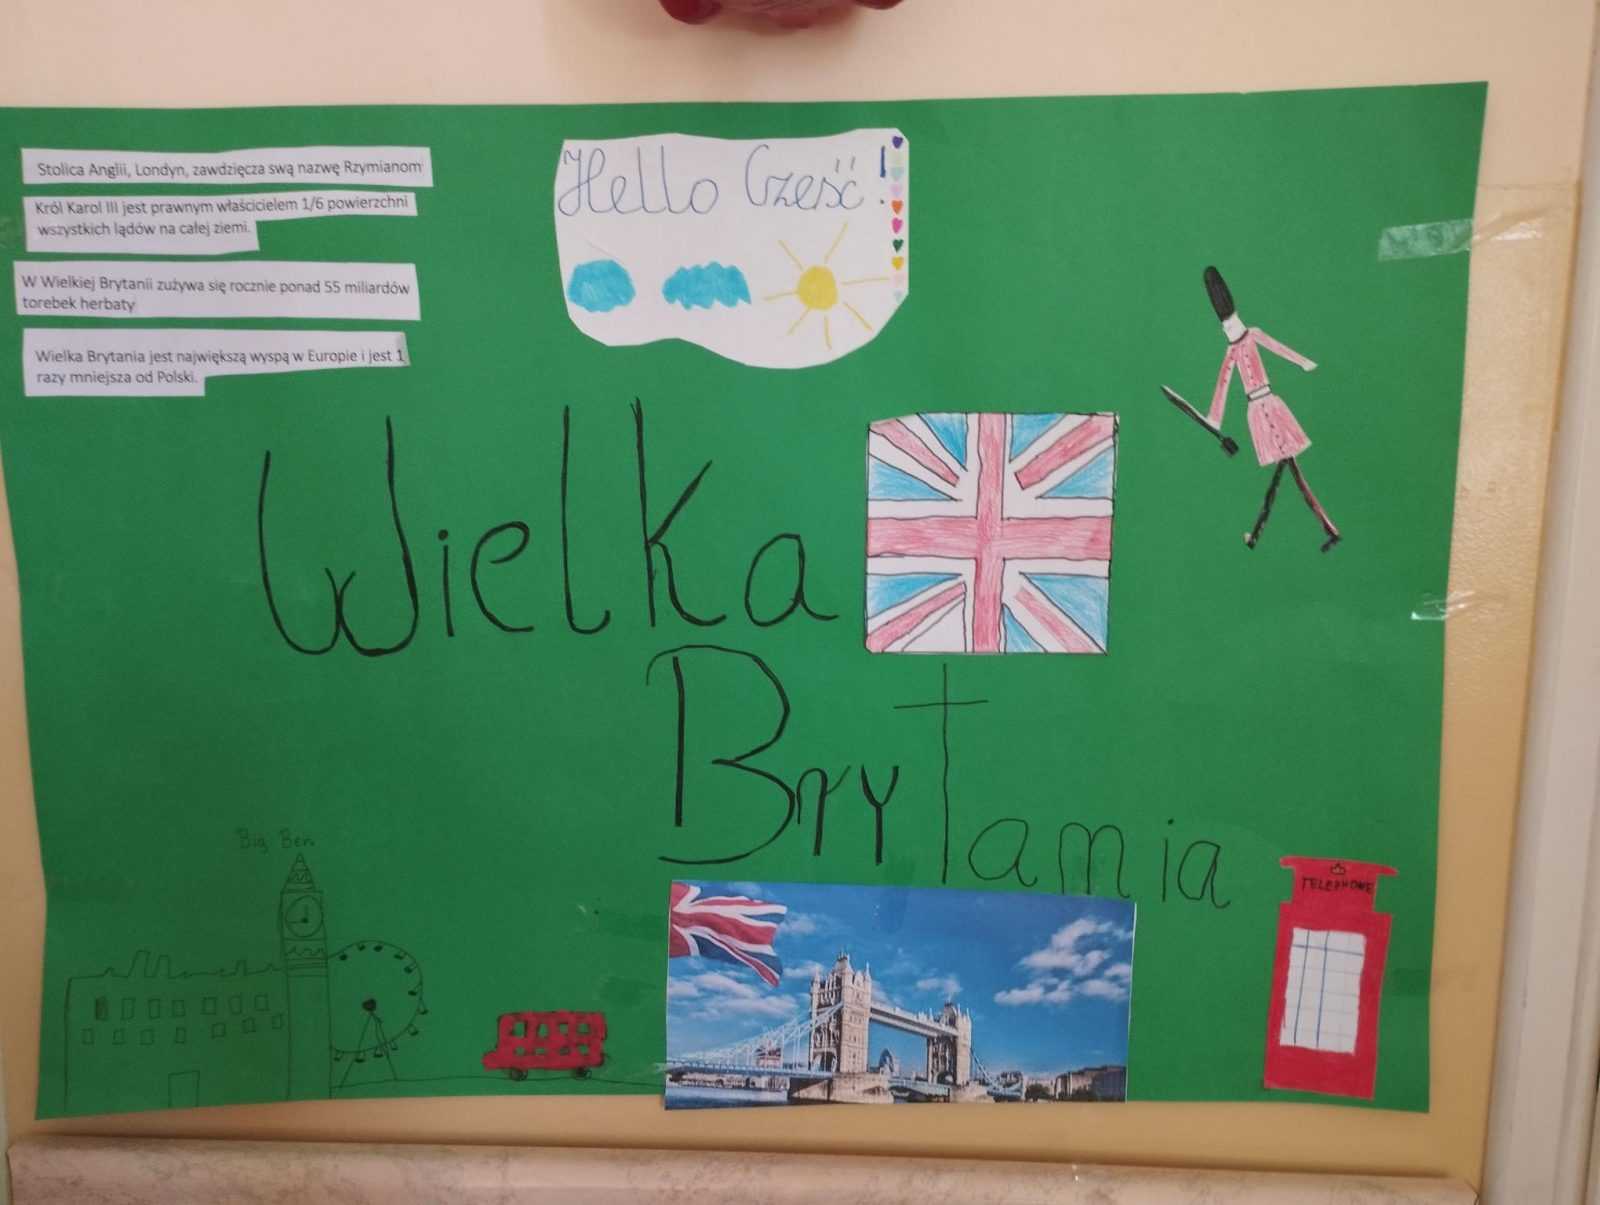 Stolica Anglii, Londyn, zawdzięcza swą nazwę Rzymianom
Król Karol III jest prawnym właścicielem 1/6 powierzchni
wszystkich lądów na całej ziemi.
W Wielkiej Brytanii zużywa się rocznie ponad 55 miliardów
torebek herbaty
Wielka Brytania jest największą wyspą w Europie i jest 1
razy mniejsza od Polski.
Hello Cześć!
Wielka
Brytania
Big Ben
TELEPHONE